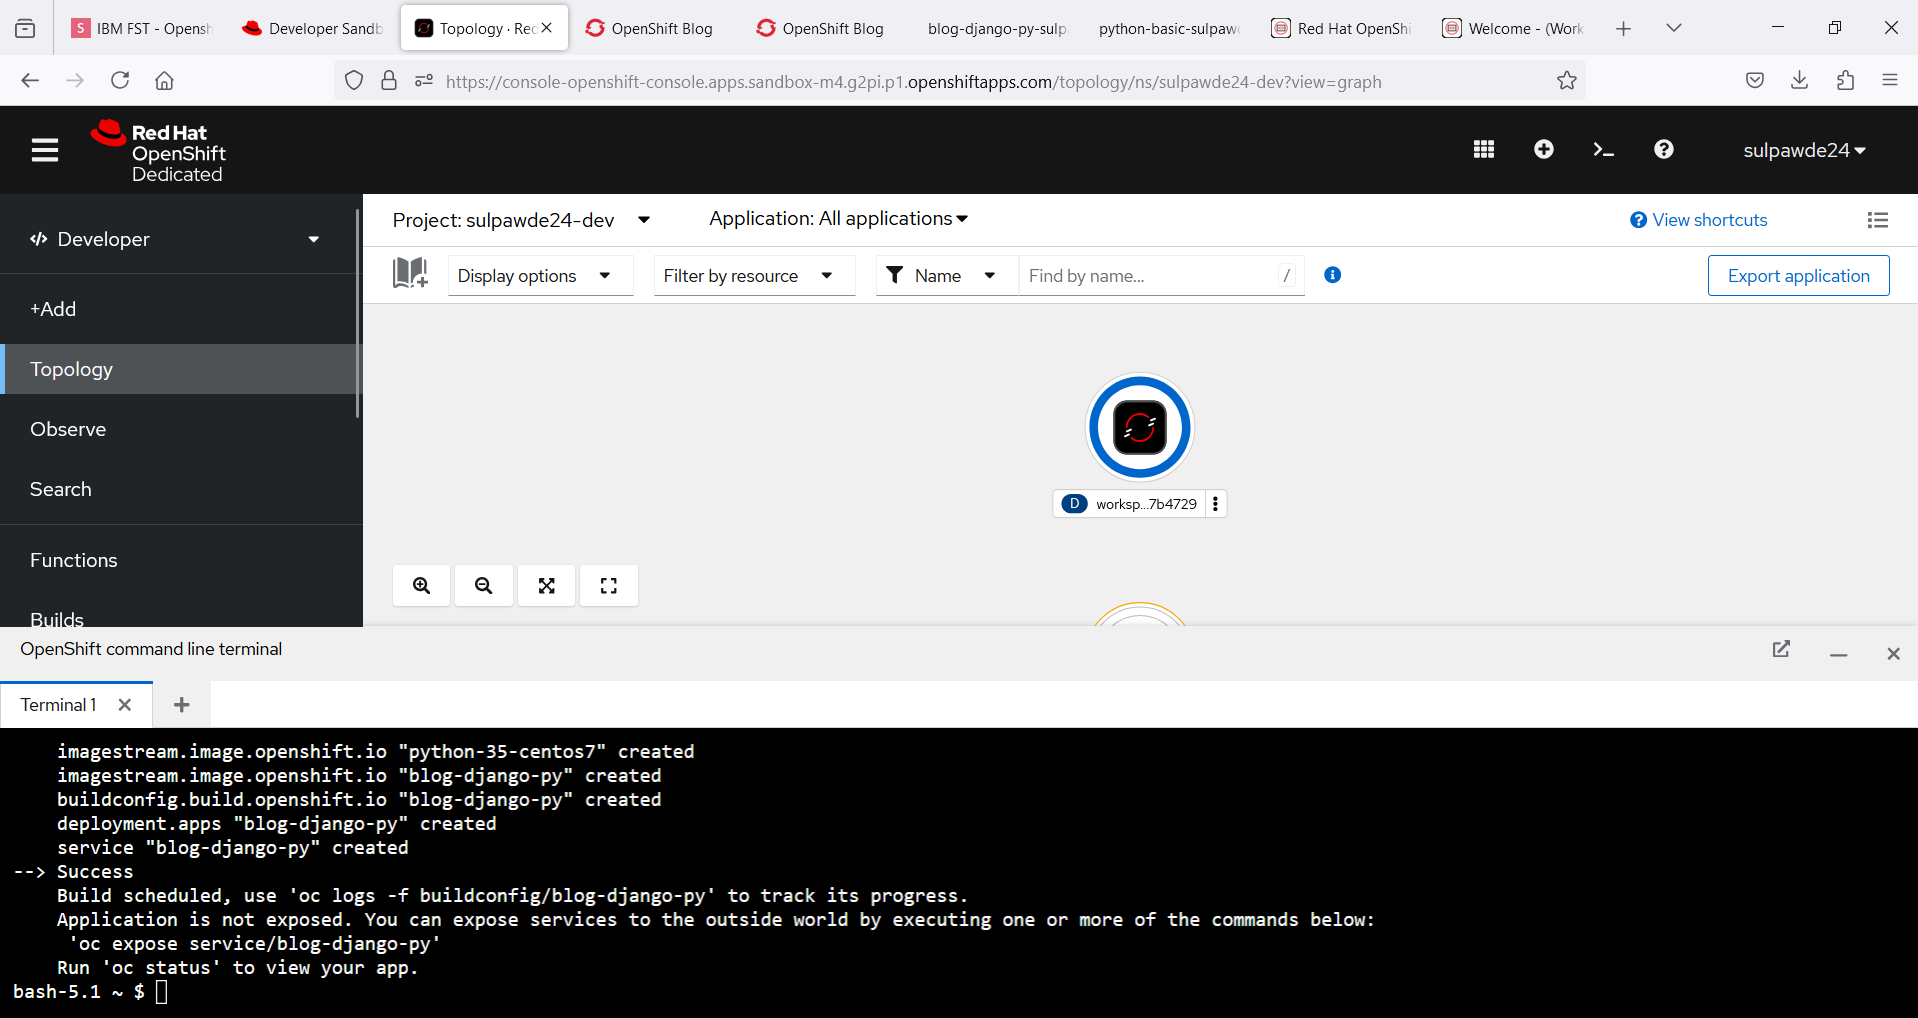 IBM FST - Opensh
Developer Sandb
Topology · Red
OpenShift Blog
OpenShift Blog
blog-django-py-sulp
python-basic-sulpaw
Red Hat OpenShi
Welcome - (Work
https://console-openshift-console.apps.sandbox-m4.g2pi.p1.openshiftapps.com/topology/ns/sulpawde24-dev?view=graph
Red Hat
OpenShift
Dedicated
sulpawde24
Developer
Project: sulpawde24-dev
Application: All applications
View shortcuts
Display options
Filter by resource
Name
Find by name...
/
Export application
+Add
Topology
Observe
Search
Functions
Builds
D worksp...7b4729
OpenShift command line terminal
Terminal 1
imagestream.image.openshift.io "python-35-centos7" created
imagestream.image.openshift.io "blog-django-py" created
buildconfig.build.openshift.io "blog-django-py" created
deployment.apps "blog-django-py" created
service "blog-django-py" created
--> Success
Build scheduled, use 'oc logs -f buildconfig/blog-django-py' to track its progress.
Application is not exposed. You can expose services to the outside world by executing one or more of the commands below:
'oc expose service/blog-django-py'
Run 'oc status' to view your app.
bash-5.1 ~ $